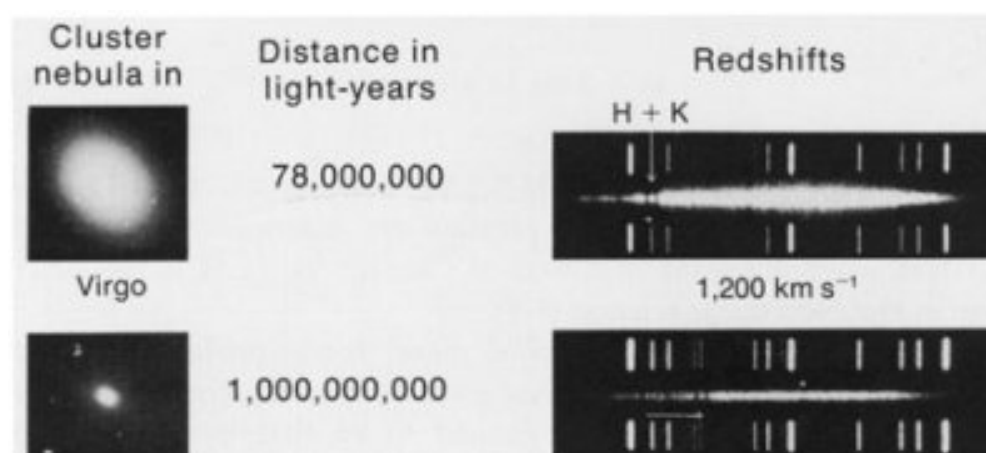 Cluster
nebula in
Distance in
light-years
Redshifts
H + K
78,000,000
Virgo
1,200 km s⁻¹
1,000,000,000